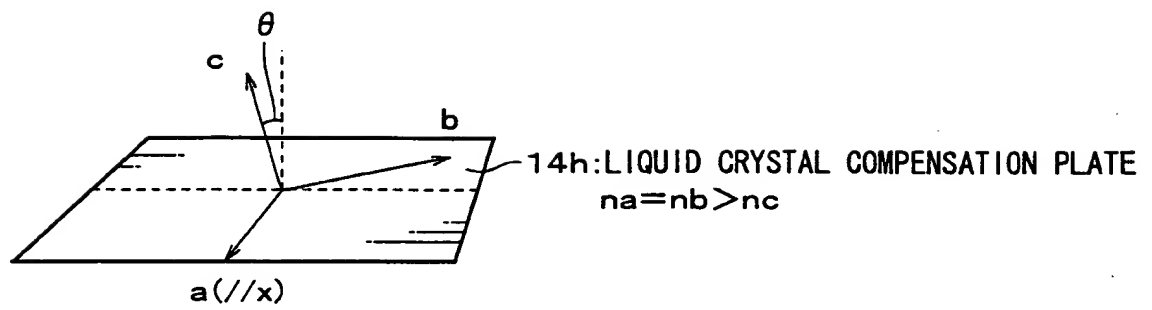 θ
c
b
14h:LIQUID CRYSTAL COMPENSATION PLATE
na=nb>nc
a(//x)